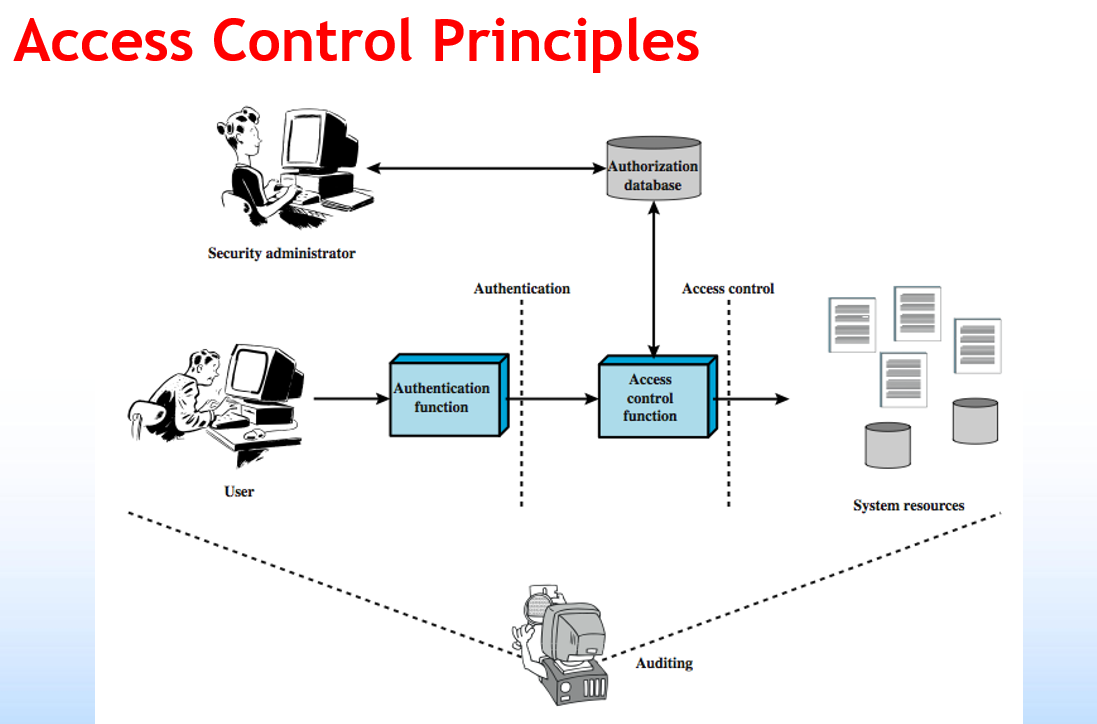 Access Control Principles
Authorization
database
Security administrator
Authentication
Access control
Authentication
function
Access
control
function
User
System resources
Auditing